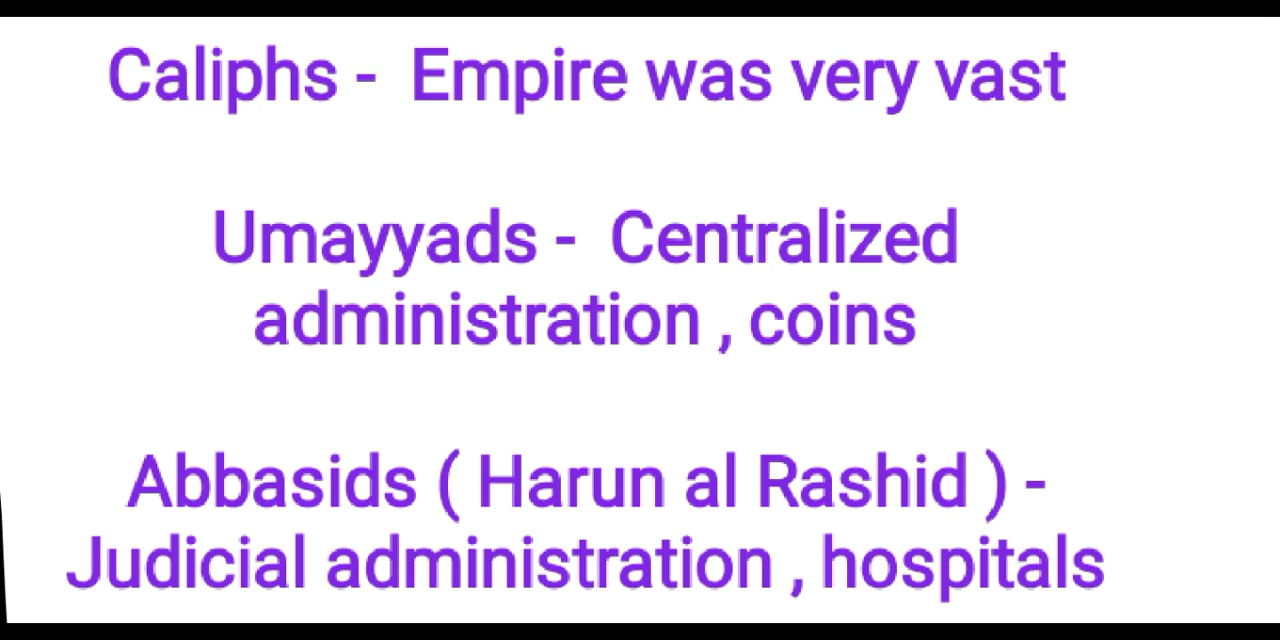 Caliphs -  Empire was very vast
Umayyads -  Centralized
administration , coins
Abbasids ( Harun al Rashid ) -
Judicial administration , hospitals